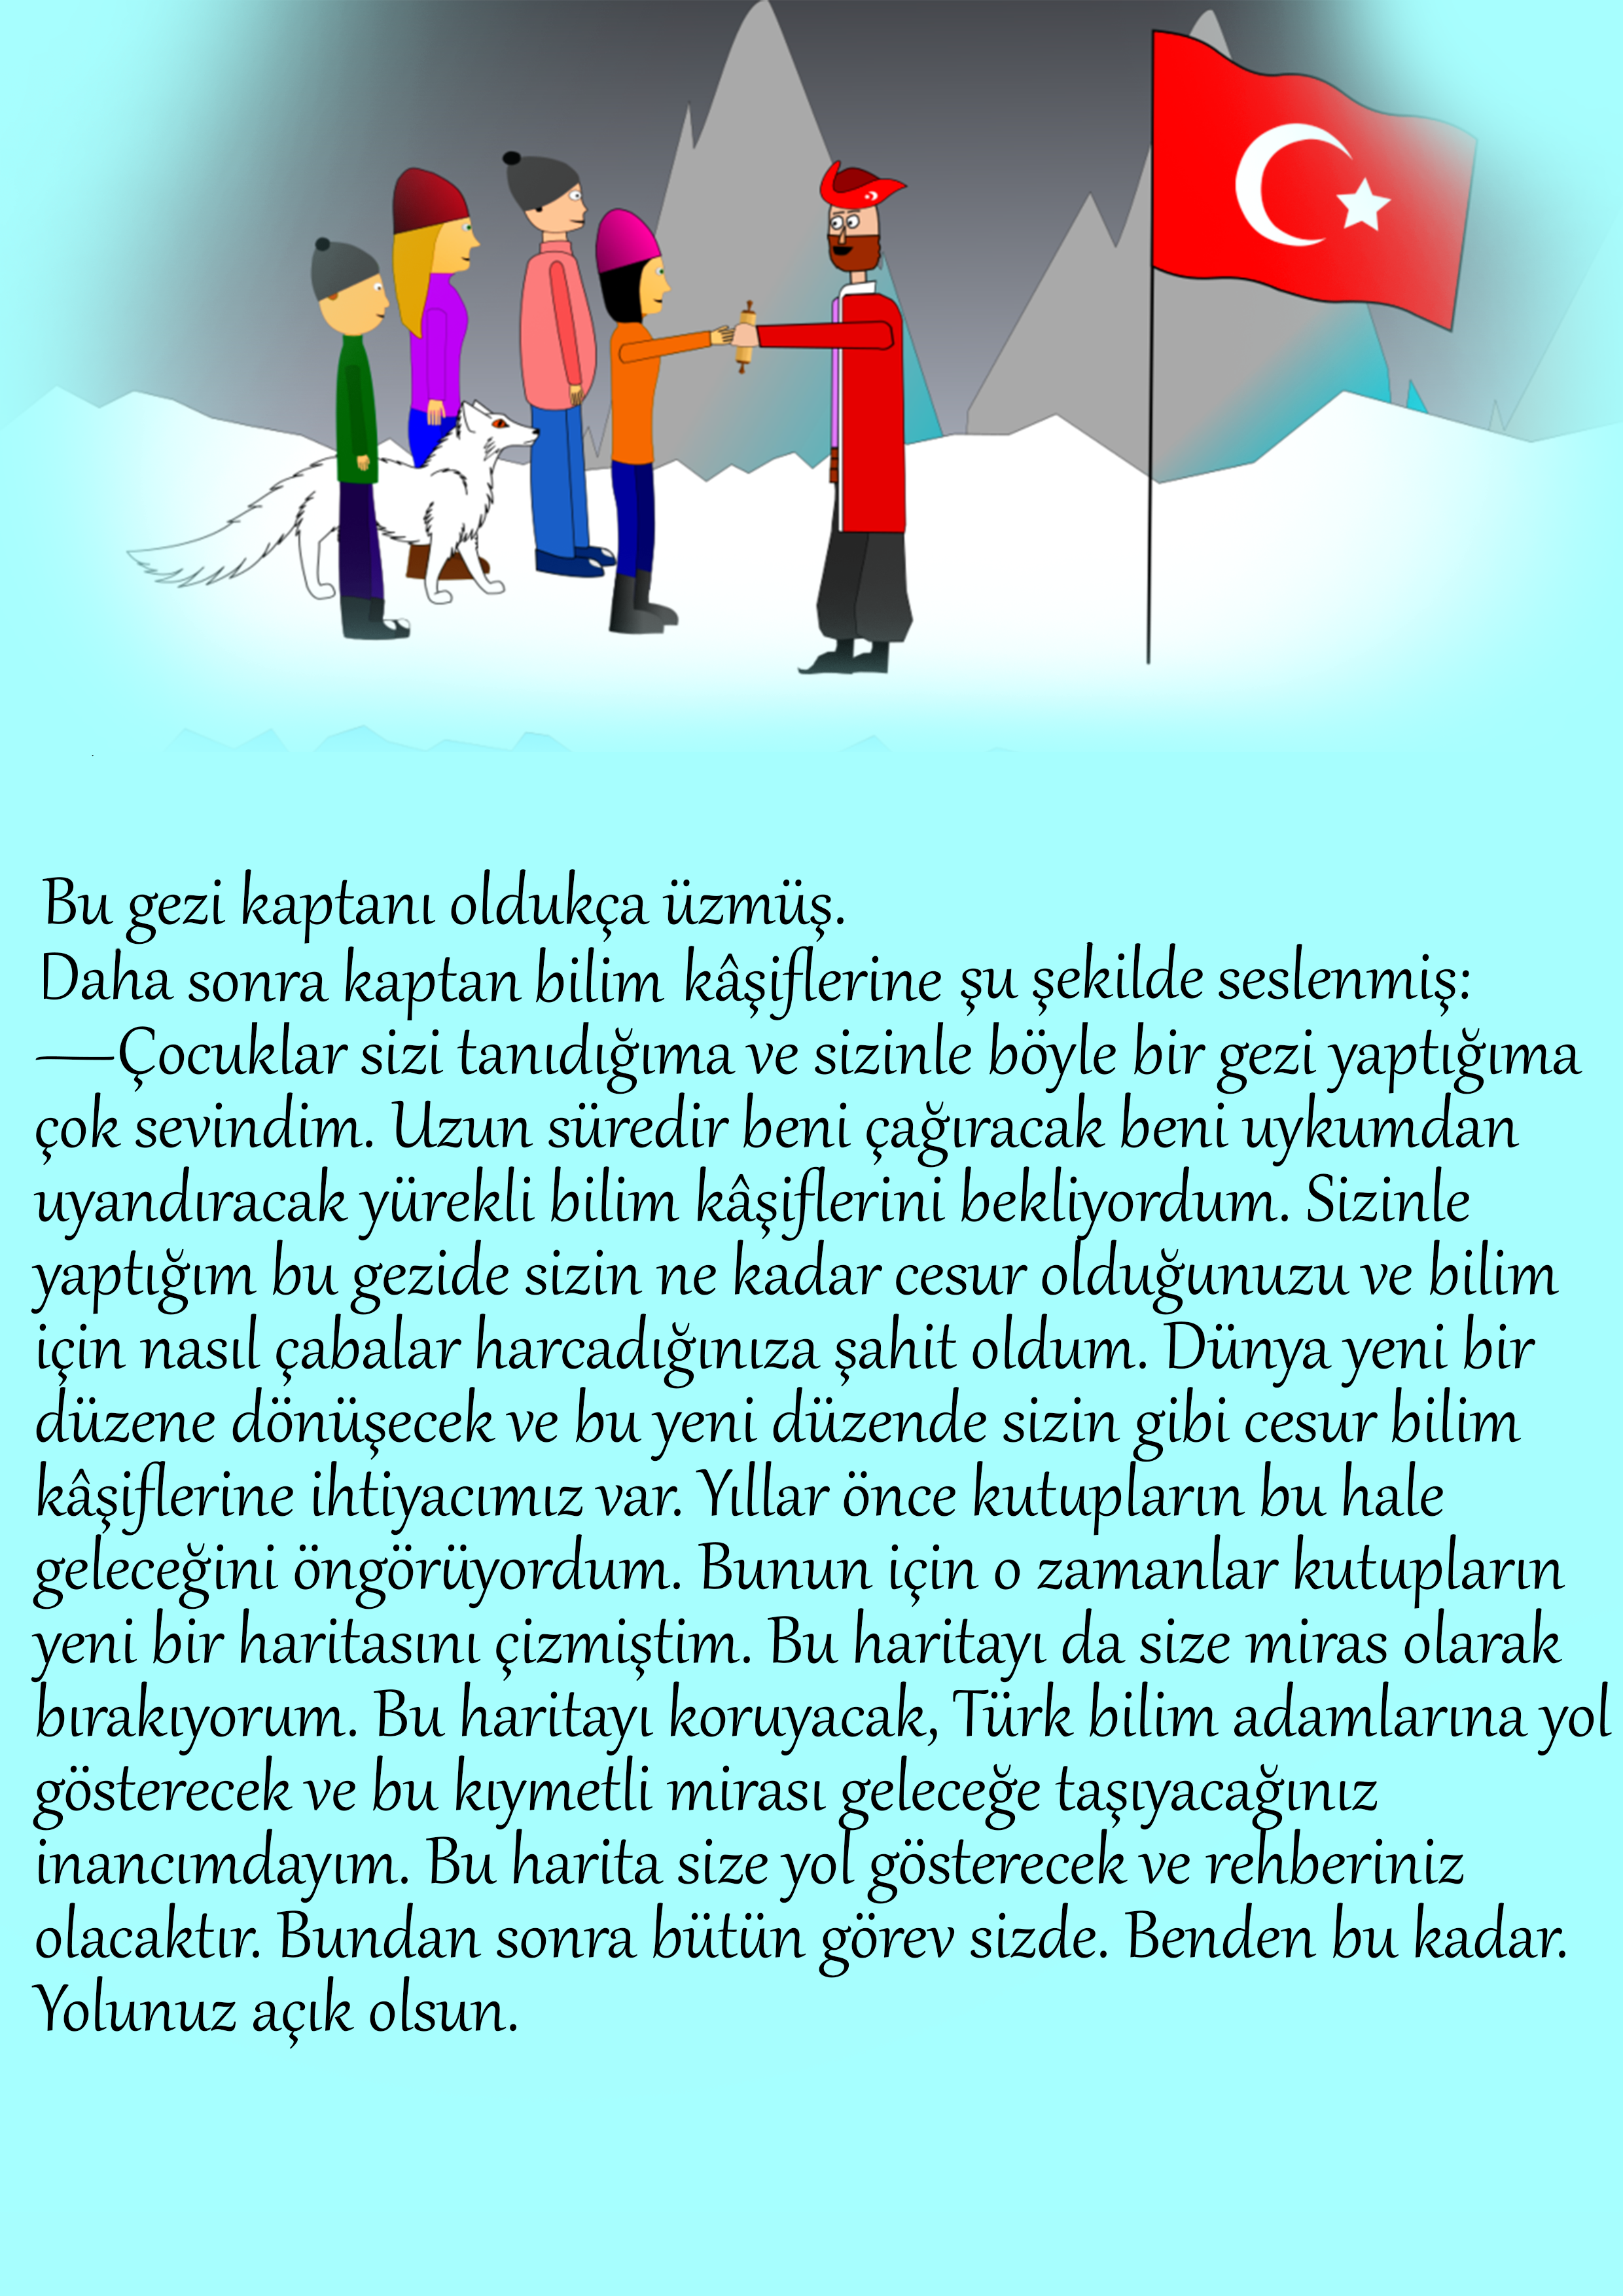 Bu gezi kaptanı oldukça üzmüş.
Daha sonra kaptan bilim kâşiflerine şu şekilde seslenmiş:
—Çocuklar sizi tanıdığıma ve sizinle böyle bir gezi yaptığıma
çok sevindim. Uzun süredir beni çağıracak beni uykumdan
uyandıracak yürekli bilim kâşiflerini bekliyordum. Sizinle
yaptığım bu gezide sizin ne kadar cesur olduğunuzu ve bilim
için nasıl çabalar harcadığınıza şahit oldum. Dünya yeni bir
düzene dönüşecek ve bu yeni düzende sizin gibi cesur bilim
kâşiflerine ihtiyacımız var. Yıllar önce kutupların bu hale
geleceğini öngörüyordum. Bunun için o zamanlar kutupların
yeni bir haritasını çizmiştim. Bu haritayı da size miras olarak
bırakıyorum. Bu haritayı koruyacak, Türk bilim adamlarına yol
gösterecek ve bu kıymetli mirası geleceğe taşıyacağınız
inancımdayım. Bu harita size yol gösterecek ve rehberiniz
olacaktır. Bundan sonra bütün görev sizde. Benden bu kadar.
Yolunuz açık olsun.